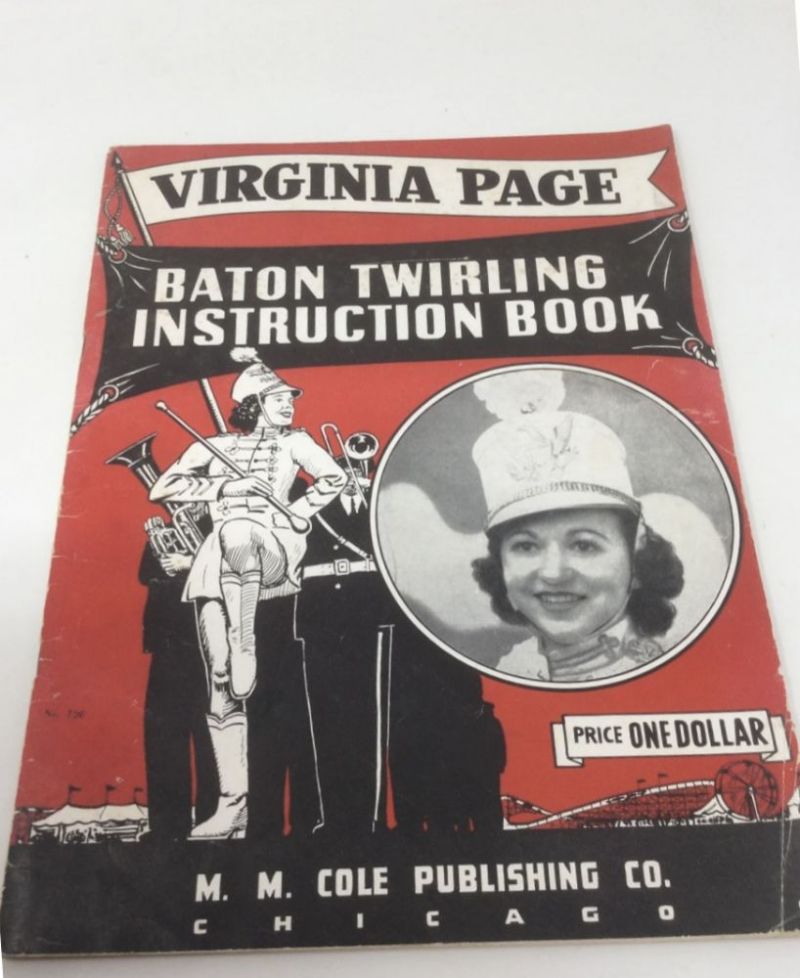 VIRGINIA PAGE
BATON TWIRLING
INSTRUCTION BOOK
PRICE ONE DOLLAR
M. M. COLE PUBLISHING CO.
CHICAGO